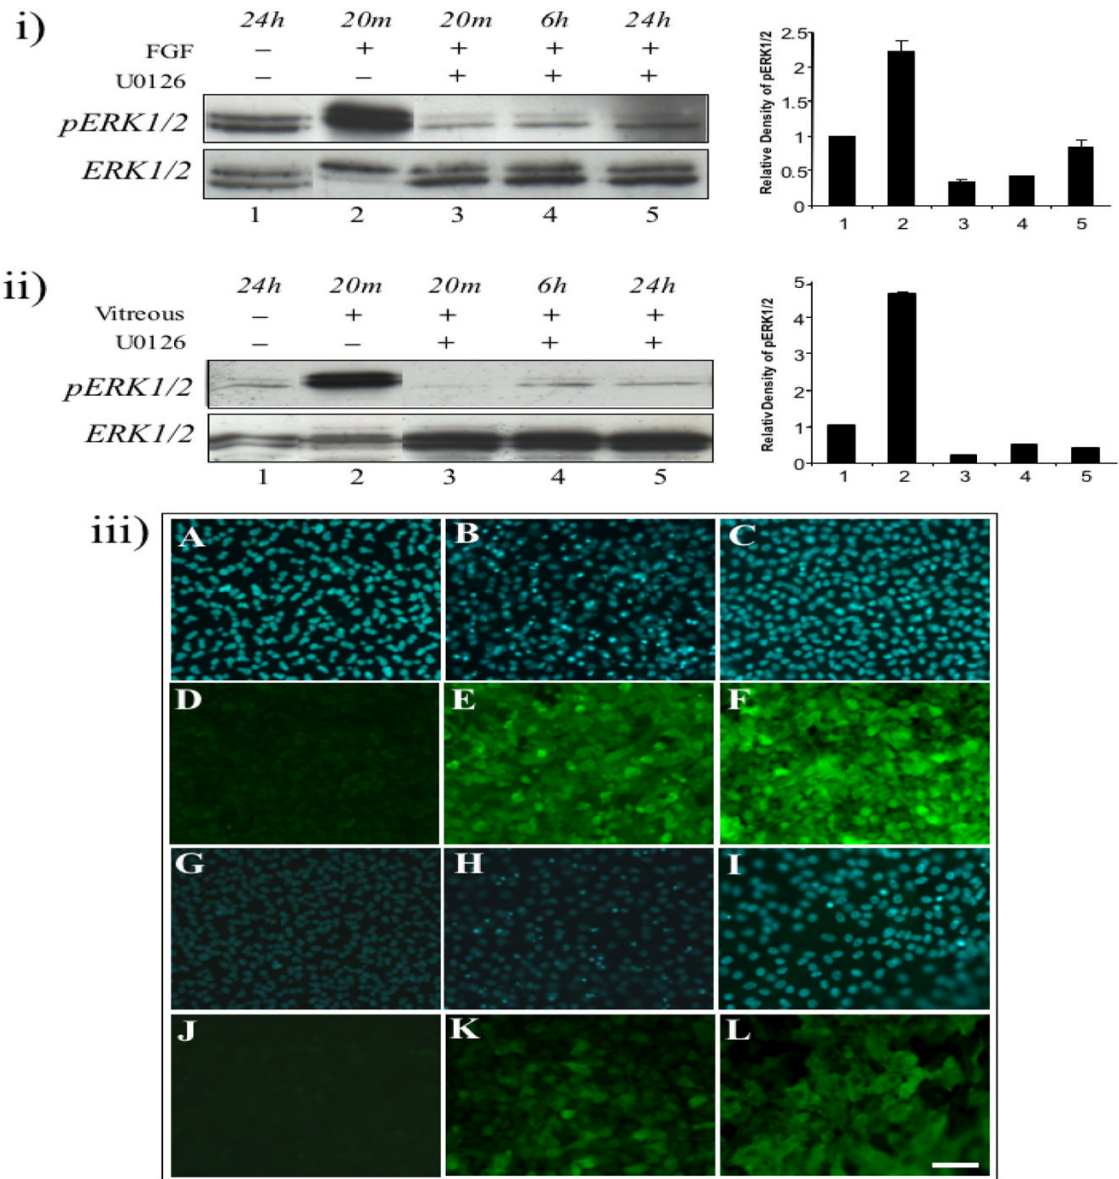 i)
24h 20m 20m 6h 24h
FGF – + + + +
U0126 – – + + +
pERK1/2
ERK1/2
1 2 3 4 5
Relative Density of pERK1/2
2.5
2
1.5
1
0.5
0
1 2 3 4 5
ii)
24h 20m 20m 6h 24h
Vitreous – + + + +
U0126 – – + + +
pERK1/2
ERK1/2
1 2 3 4 5
Relativ Density of pERK1/2
5
4
3
2
1
0
1 2 3 4 5
iii)
A B C
D E F
G H I
J K L